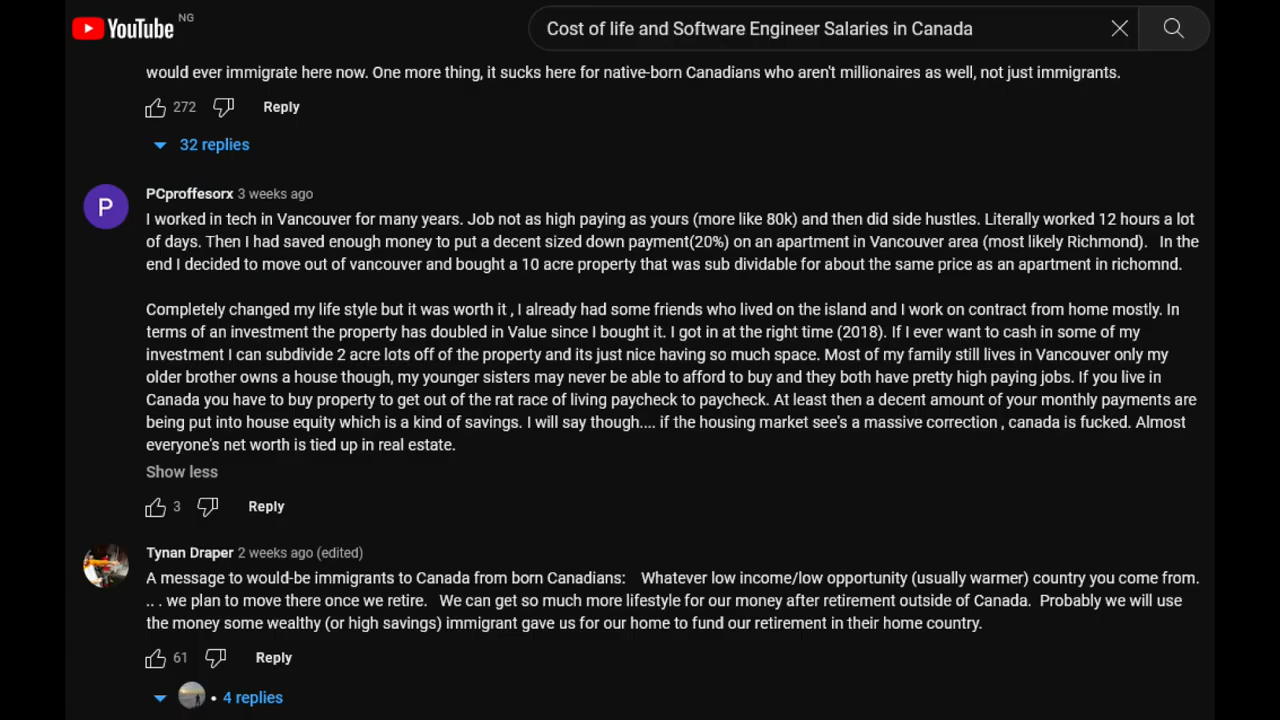 YouTube NG
Cost of life and Software Engineer Salaries in Canada
would ever immigrate here now. One more thing, it sucks here for native-born Canadians who aren't millionaires as well, not just immigrants.
272 Reply
32 replies
P
PCproffesorx 3 weeks ago
I worked in tech in Vancouver for many years. Job not as high paying as yours (more like 80k) and then did side hustles. Literally worked 12 hours a lot
of days. Then I had saved enough money to put a decent sized down payment(20%) on an apartment in Vancouver area (most likely Richmond). In the
end I decided to move out of vancouver and bought a 10 acre property that was sub dividable for about the same price as an apartment in richomnd.
Completely changed my life style but it was worth it , I already had some friends who lived on the island and I work on contract from home mostly. In
terms of an investment the property has doubled in Value since I bought it. I got in at the right time (2018). If I ever want to cash in some of my
investment I can subdivide 2 acre lots off of the property and its just nice having so much space. Most of my family still lives in Vancouver only my
older brother owns a house though, my younger sisters may never be able to afford to buy and they both have pretty high paying jobs. If you live in
Canada you have to buy property to get out of the rat race of living paycheck to paycheck. At least then a decent amount of your monthly payments are
being put into house equity which is a kind of savings. I will say though.... if the housing market see's a massive correction , canada is fucked. Almost
everyone's net worth is tied up in real estate.
Show less
3 Reply
Tynan Draper 2 weeks ago (edited)
A message to would-be immigrants to Canada from born Canadians: Whatever low income/low opportunity (usually warmer) country you come from.
.. . we plan to move there once we retire. We can get so much more lifestyle for our money after retirement outside of Canada. Probably we will use
the money some wealthy (or high savings) immigrant gave us for our home to fund our retirement in their home country.
61 Reply
• 4 replies